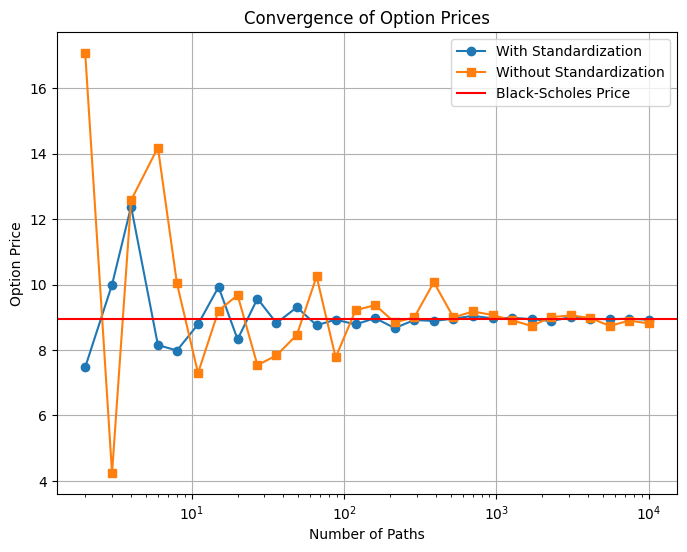 Convergence of Option Prices
With Standardization
Without Standardization
Black-Scholes Price
Option Price
16
14
12
10
8
6
4
10¹
10²
10³
10⁴
Number of Paths